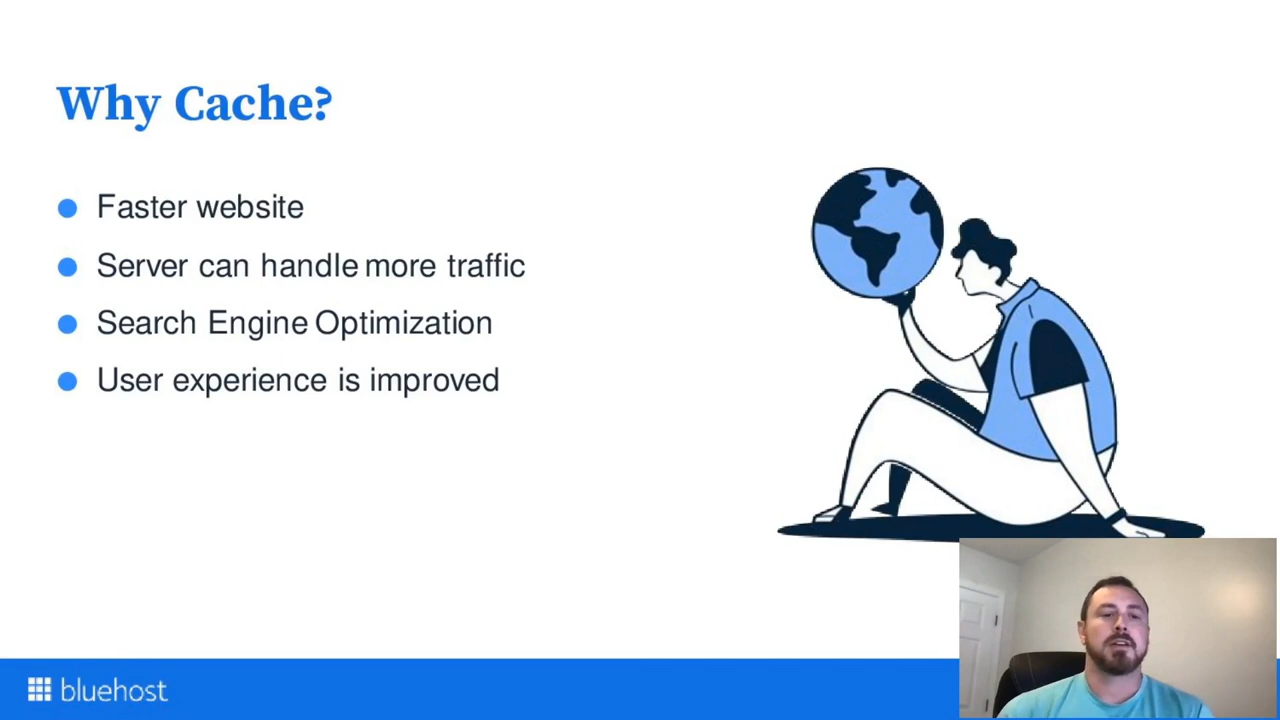 Why Cache?
Faster website
Server can handle more traffic
Search Engine Optimization
User experience is improved
bluehost